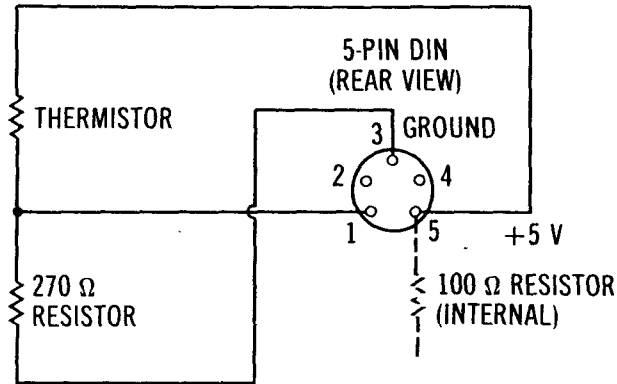 5-PIN DIN
(REAR VIEW)
THERMISTOR
3 GROUND
2
4
1
5
+5 V
270 Ω
RESISTOR
100 Ω RESISTOR
(INTERNAL)